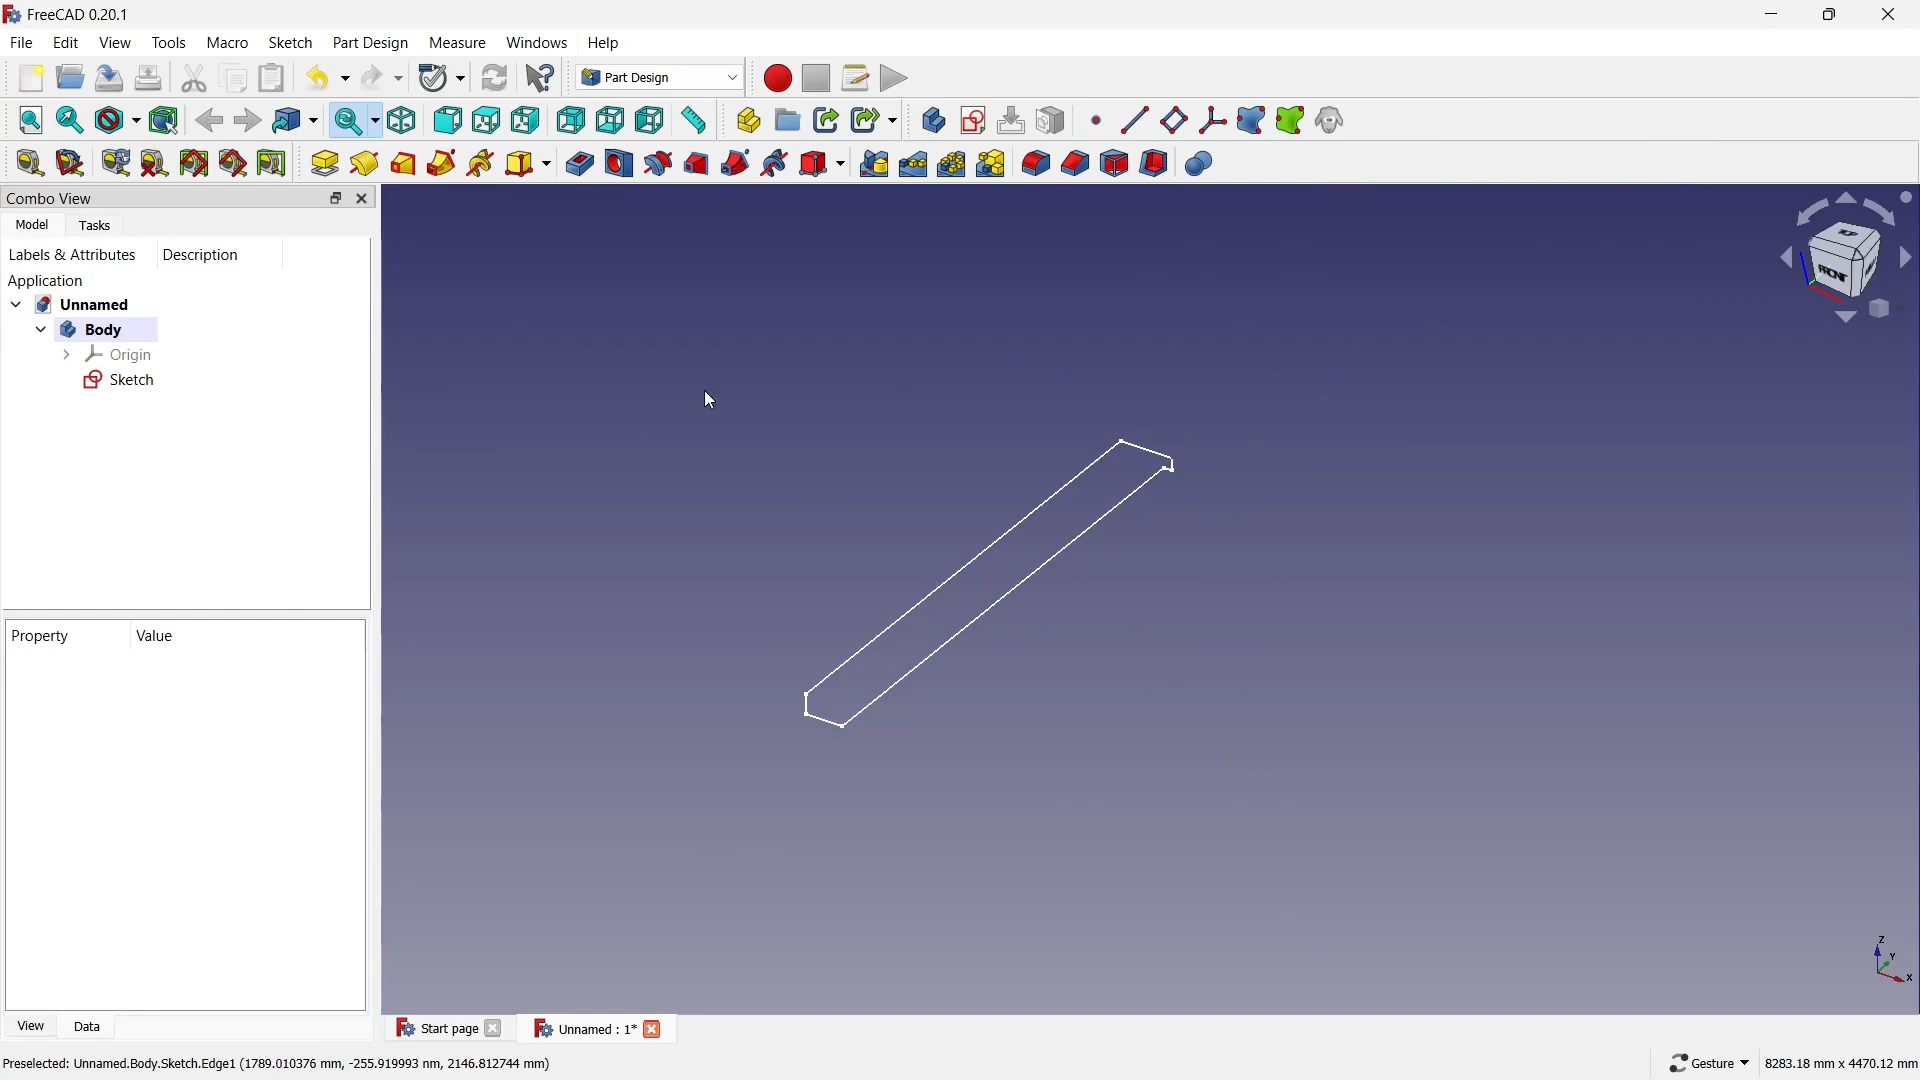 FreeCAD 0.20.1
File Edit View Tools Macro Sketch Part Design Measure Windows Help
Part Design
Combo View
Model Tasks
Labels & Attributes Description
Application
Unnamed
Body
Origin
Sketch
Property Value
View Data
FRONT
Z
Y
X
Start page Unnamed : 1*
Preselected: Unnamed.Body.Sketch.Edge1 (1789.010376 mm, -255.919993 nm, 2146.812744 mm)
Gesture 8283.18 mm x 4470.12 mm